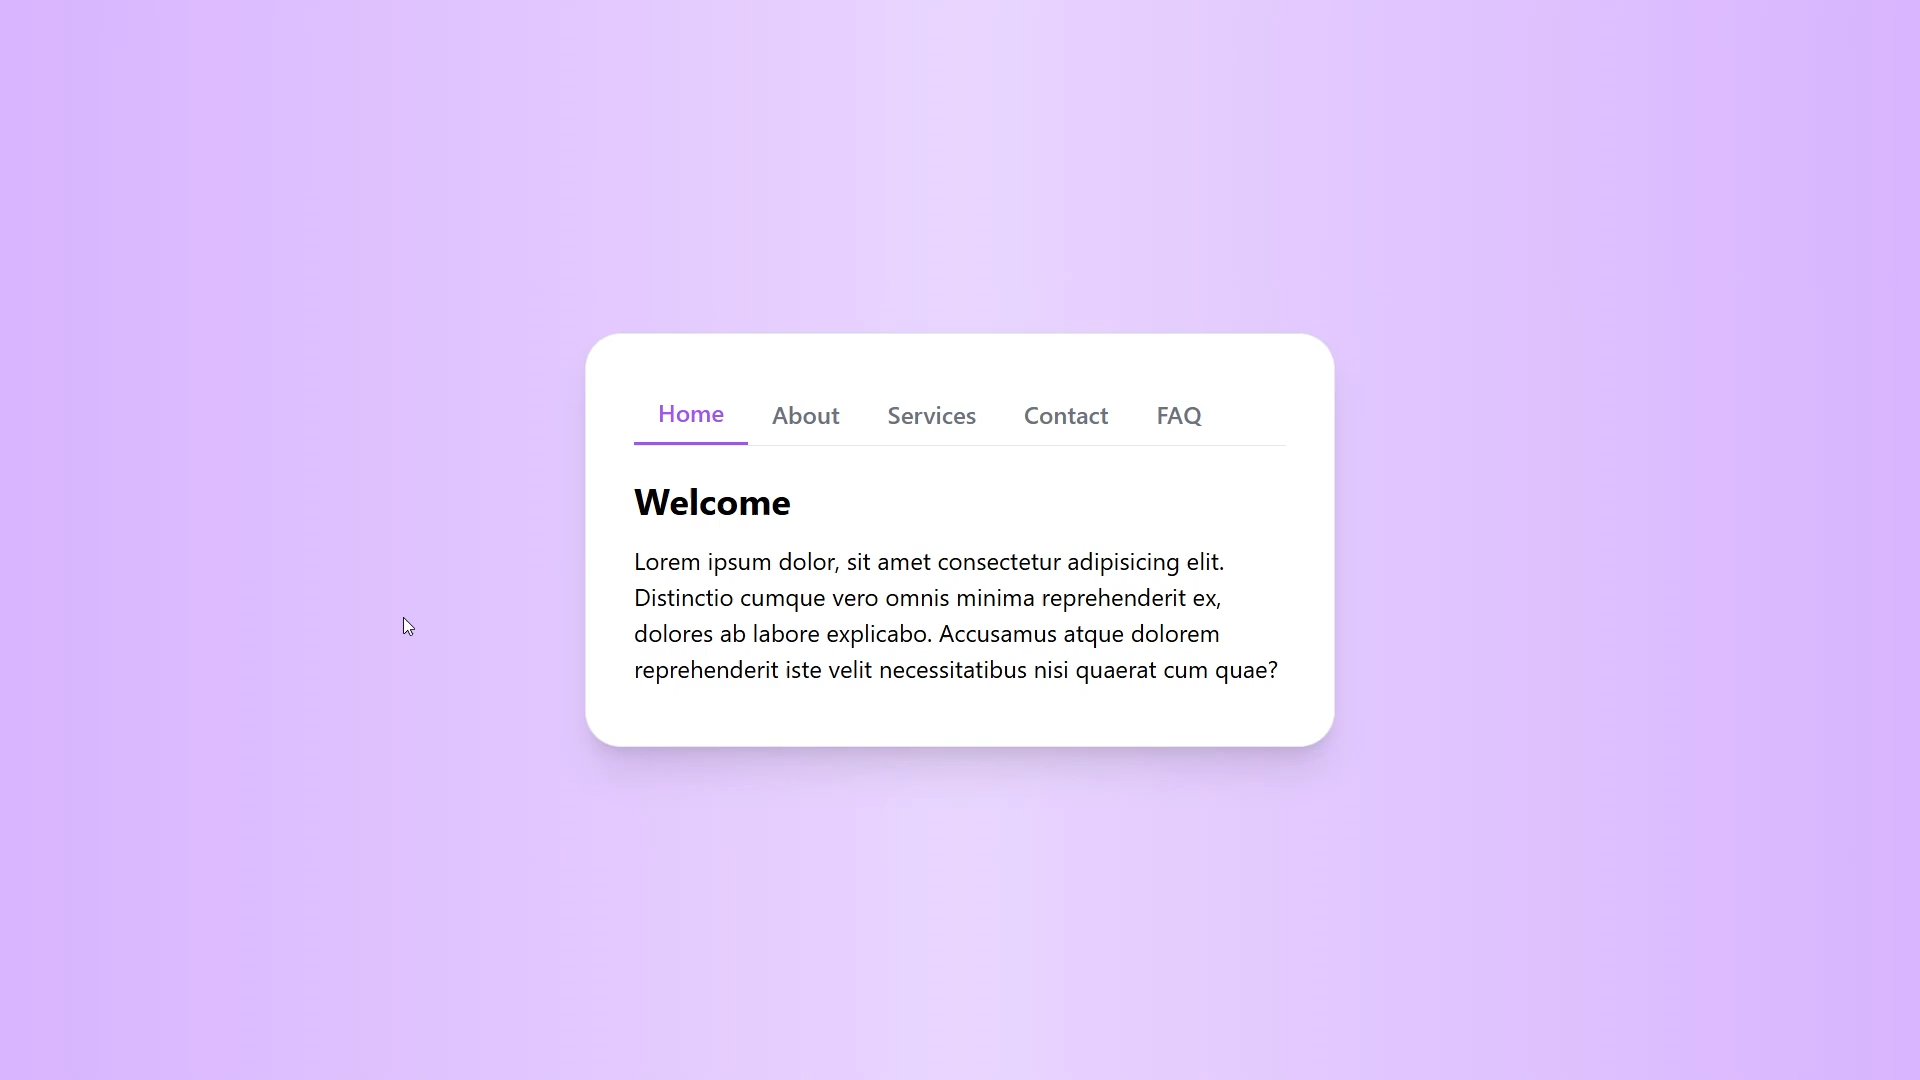 Home About Services Contact FAQ
Welcome
Lorem ipsum dolor, sit amet consectetur adipisicing elit.
Distinctio cumque vero omnis minima reprehenderit ex,
dolores ab labore explicabo. Accusamus atque dolorem
reprehenderit iste velit necessitatibus nisi quaerat cum quae?